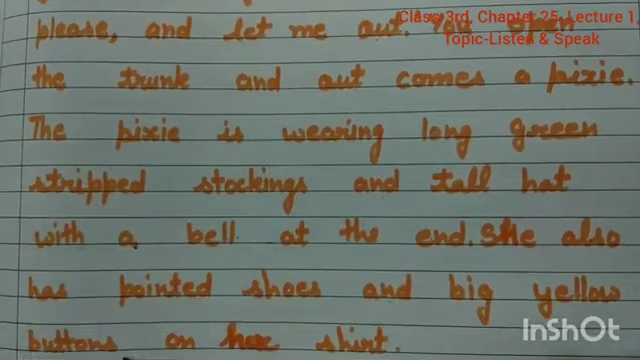 Class-3rd, Chapter 25, Lecture 1,
Topic-Listen & Speak
please, and let me out. You open
the trunk and out comes a pixie.
The pixie is wearing long green
stripped stockings and tall hat
with a bell at the end. She also
has pointed shoes and big yellow
buttons on her shirt.
InShOt